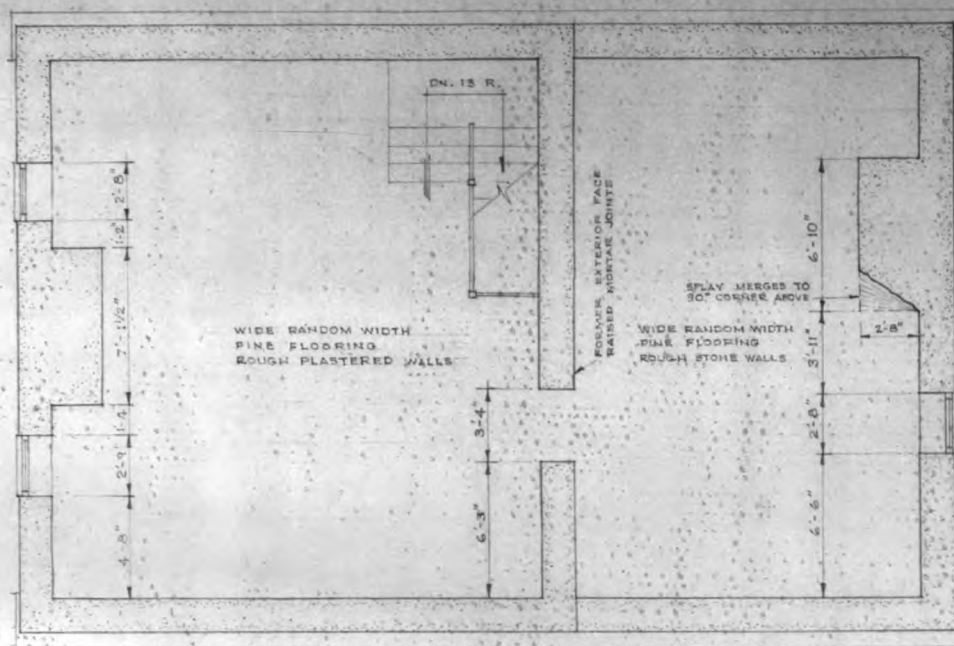 DN. 13 R.
2'-8"
1'-2"
7'-1 1/2"
2'-9"
4'-8"
WIDE RANDOM WIDTH
PINE FLOORING
ROUGH PLASTERED WALLS
3'-4"
6'-3"
FORMER EXTERIOR FACE
RAISED MORTAR JOINTS
6'-10"
SPLAY MERGES TO
90° CORNER ABOVE
2'-8"
WIDE RANDOM WIDTH
PINE FLOORING
ROUGH STONE WALLS
3'-11"
2'-8"
6'-6"